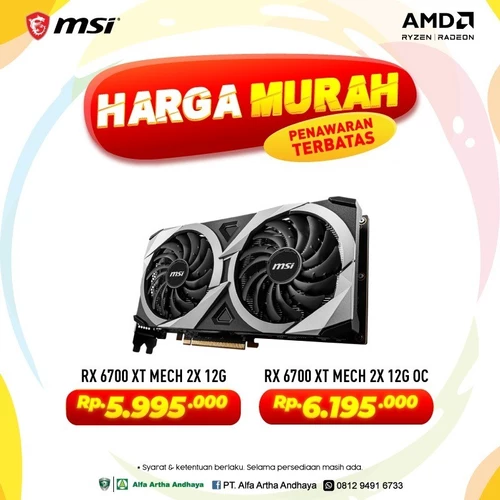 msi
AMD
RYZEN | RADEON
HARGA MURAH
PENAWARAN
TERBATAS
msi
msi
RX 6700 XT MECH 2X 12G
RX 6700 XT MECH 2X 12G OC
Rp.5.995.000
Rp.6.195.000
• Syarat & ketentuan berlaku. Selama persediaan masih ada.
Alfa Artha Andhaya
PT. Alfa Artha Andhaya
0812 9491 6733